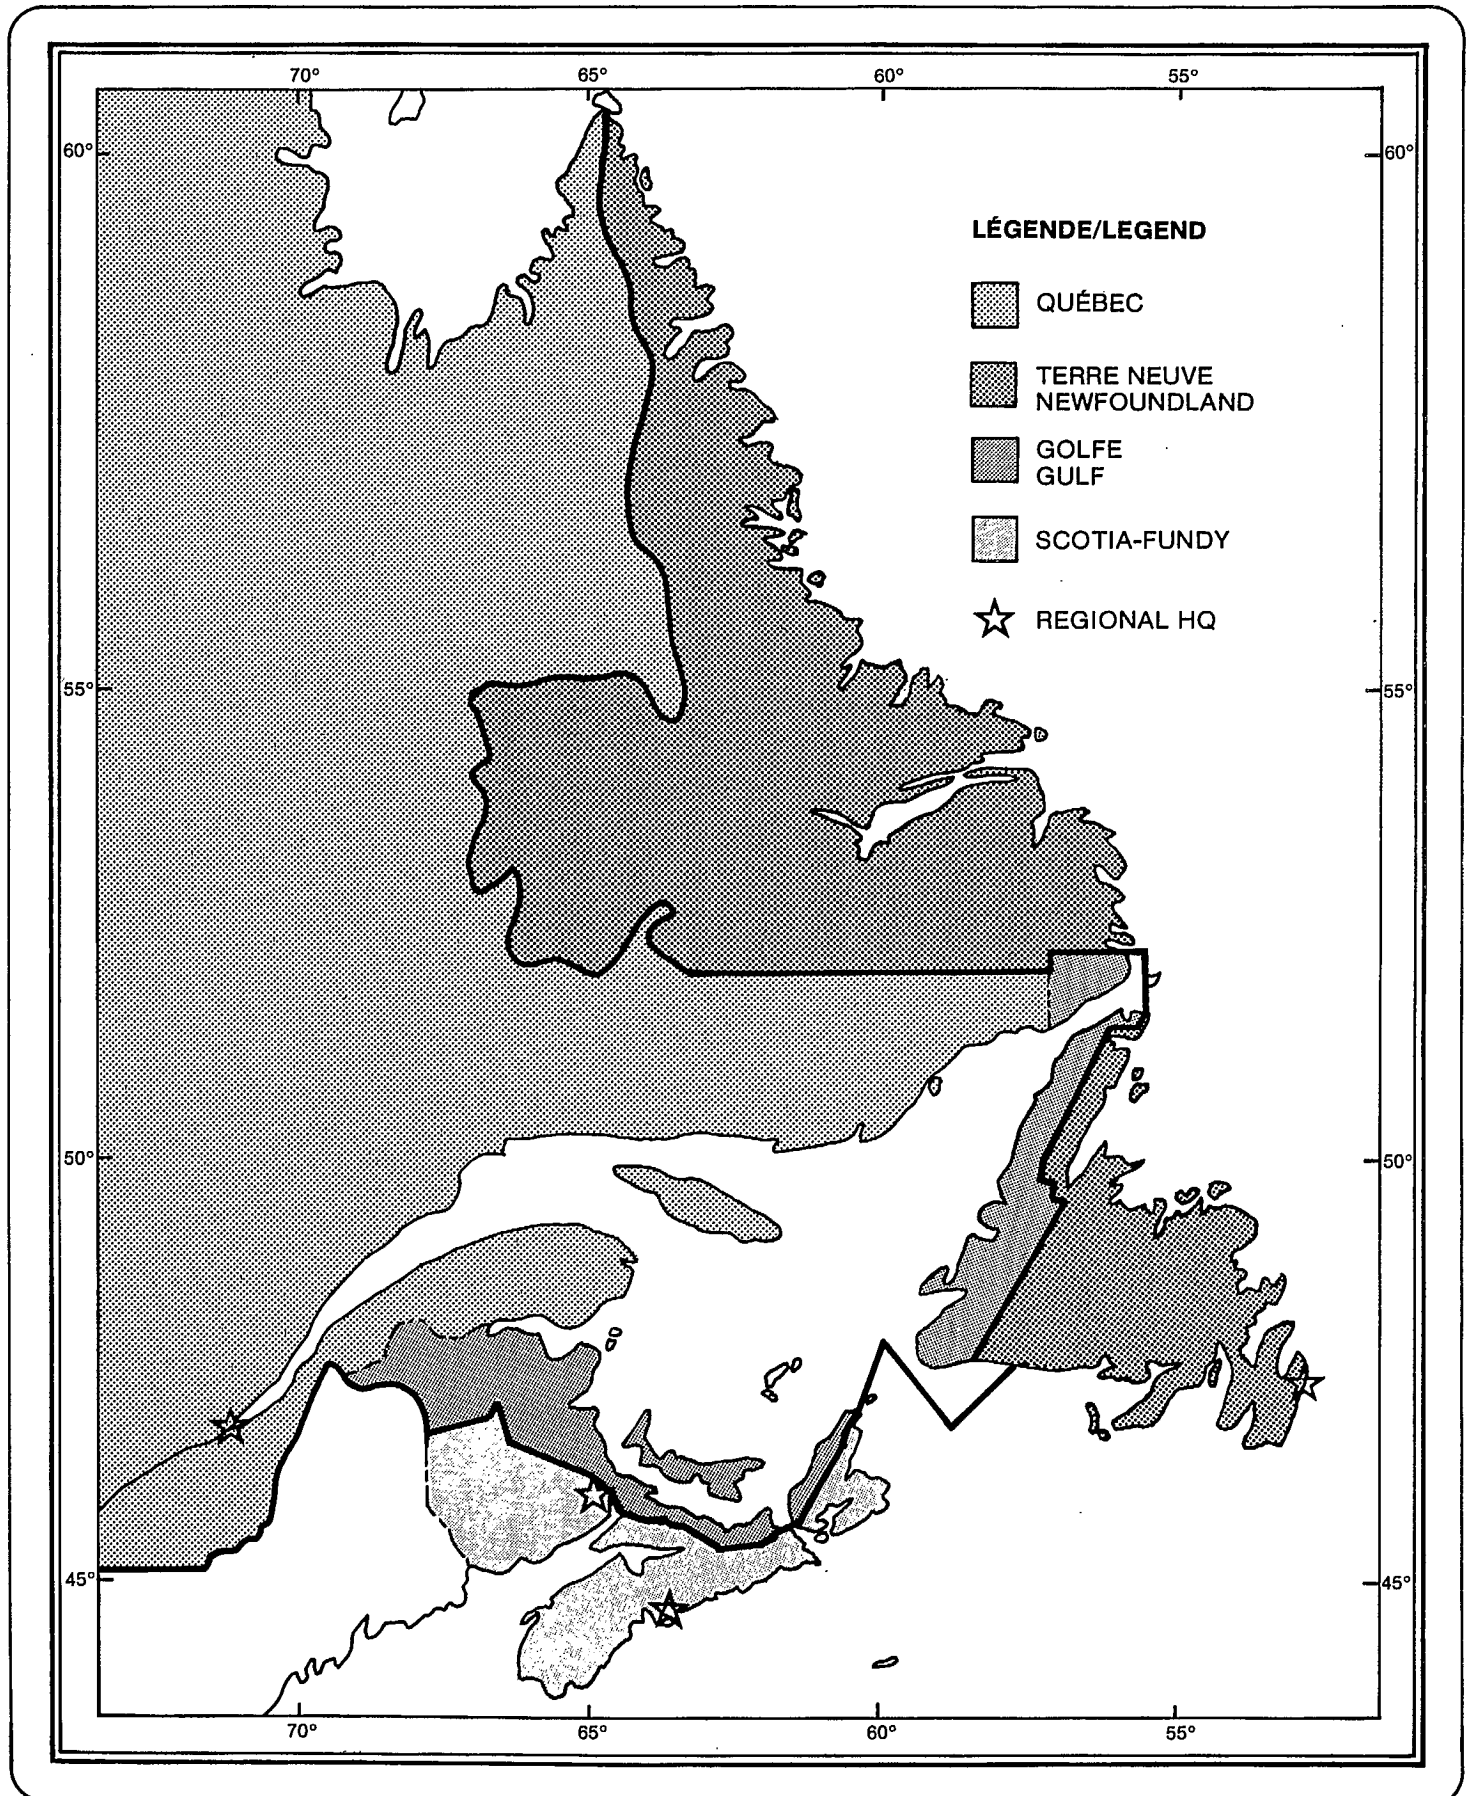 70° 65° 60° 55°
60° 60°
LÉGENDE/LEGEND
QUÉBEC
TERRE NEUVE
NEWFOUNDLAND
GOLFE
GULF
SCOTIA-FUNDY
REGIONAL HQ
55° 55°
50° 50°
45° 45°
70° 65° 60° 55°